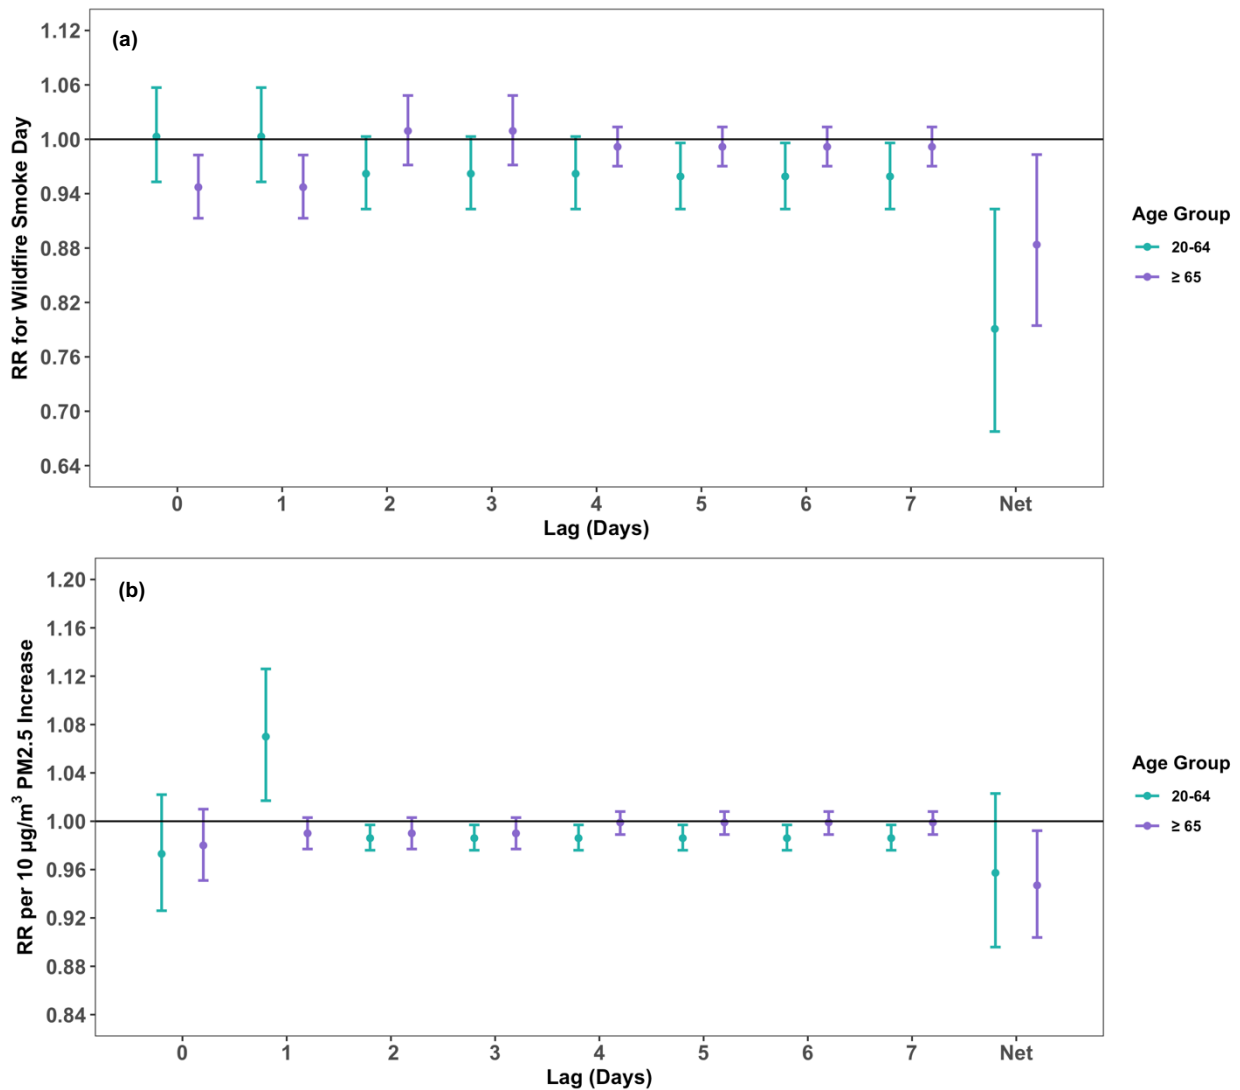 (a)
RR for Wildfire Smoke Day
1.12
1.06
1.00
0.94
0.88
0.82
0.76
0.70
0.64
0 1 2 3 4 5 6 7 Net
Lag (Days)
Age Group
20-64
≥ 65
(b)
RR per 10 µg/m³ PM2.5 Increase
1.20
1.16
1.12
1.08
1.04
1.00
0.96
0.92
0.88
0.84
0 1 2 3 4 5 6 7 Net
Lag (Days)
Age Group
20-64
≥ 65